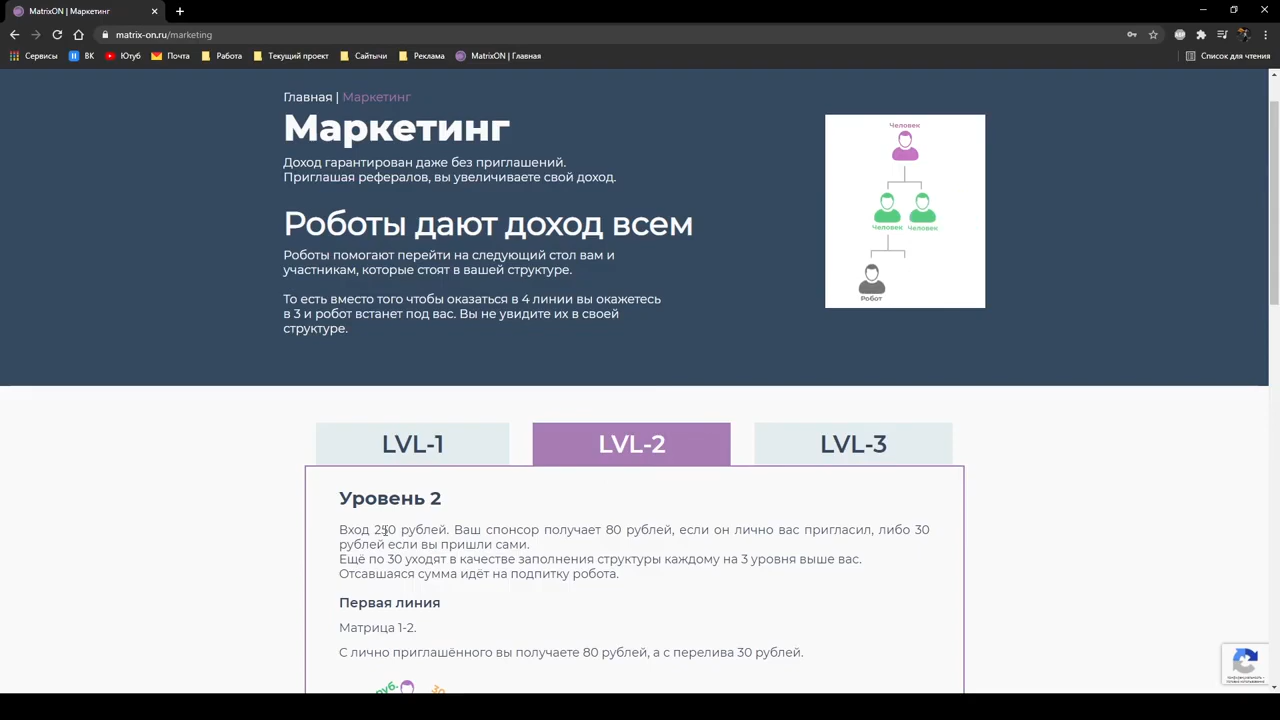 MatrixON | Маркетинг
matrix-on.ru/marketing
Сервисы ВК Ютуб Почта Работа Текущий проект Сайтычи Реклама MatrixON | Главная Список для чтения
Главная | Маркетинг
Маркетинг
Доход гарантирован даже без приглашений.
Приглашая рефералов, вы увеличиваете свой доход.
Роботы дают доход всем
Роботы помогают перейти на следующий стол вам и
участникам, которые стоят в вашей структуре.
То есть вместо того чтобы оказаться в 4 линии вы окажетесь
в 3 и робот встанет под вас. Вы не увидите их в своей
структуре.
Человек
Человек Человек
Робот
LVL-1 LVL-2 LVL-3
Уровень 2
Вход 250 рублей. Ваш спонсор получает 80 рублей, если он лично вас пригласил, либо 30
рублей если вы пришли сами.
Ещё по 30 уходят в качестве заполнения структуры каждому на 3 уровня выше вас.
Отсавшаяся сумма идёт на подпитку робота.
Первая линия
Матрица 1-2.
С лично приглашённого вы получаете 80 рублей, а с перелива 30 рублей.
руб. 30